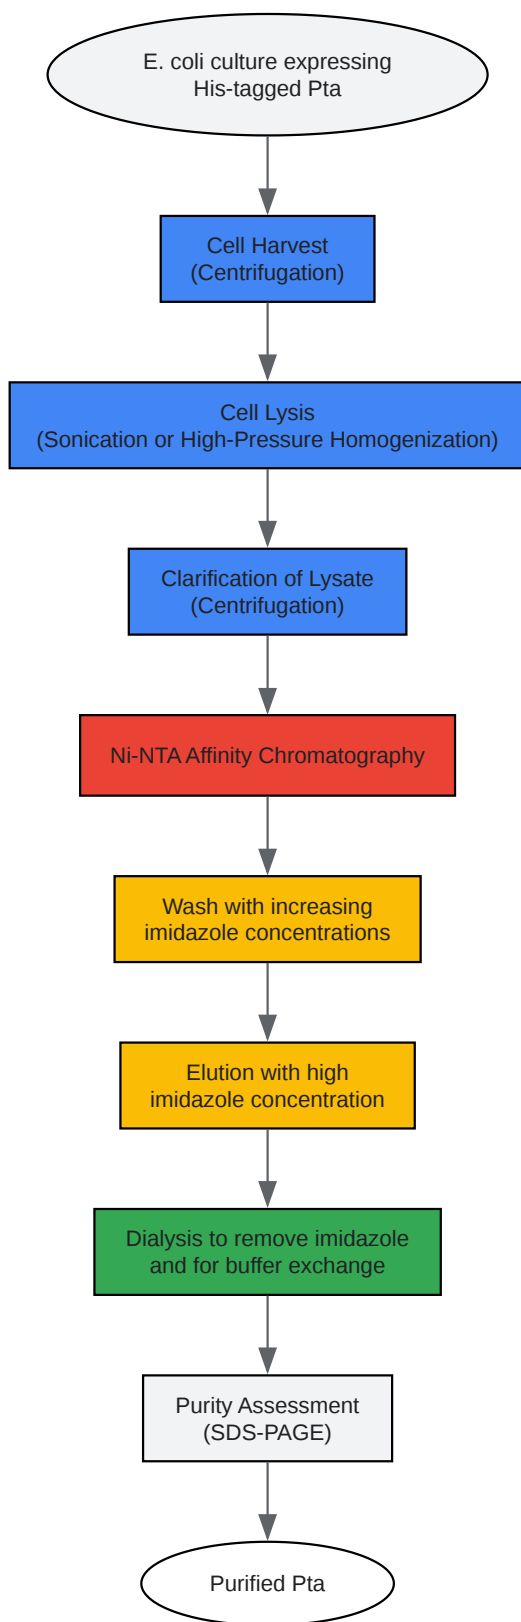 E. coli culture expressing
His-tagged Pta
Cell Harvest
(Centrifugation)
Cell Lysis
(Sonication or High-Pressure Homogenization)
Clarification of Lysate
(Centrifugation)
Ni-NTA Affinity Chromatography
Wash with increasing
imidazole concentrations
Elution with high
imidazole concentration
Dialysis to remove imidazole
and for buffer exchange
Purity Assessment
(SDS-PAGE)
Purified Pta